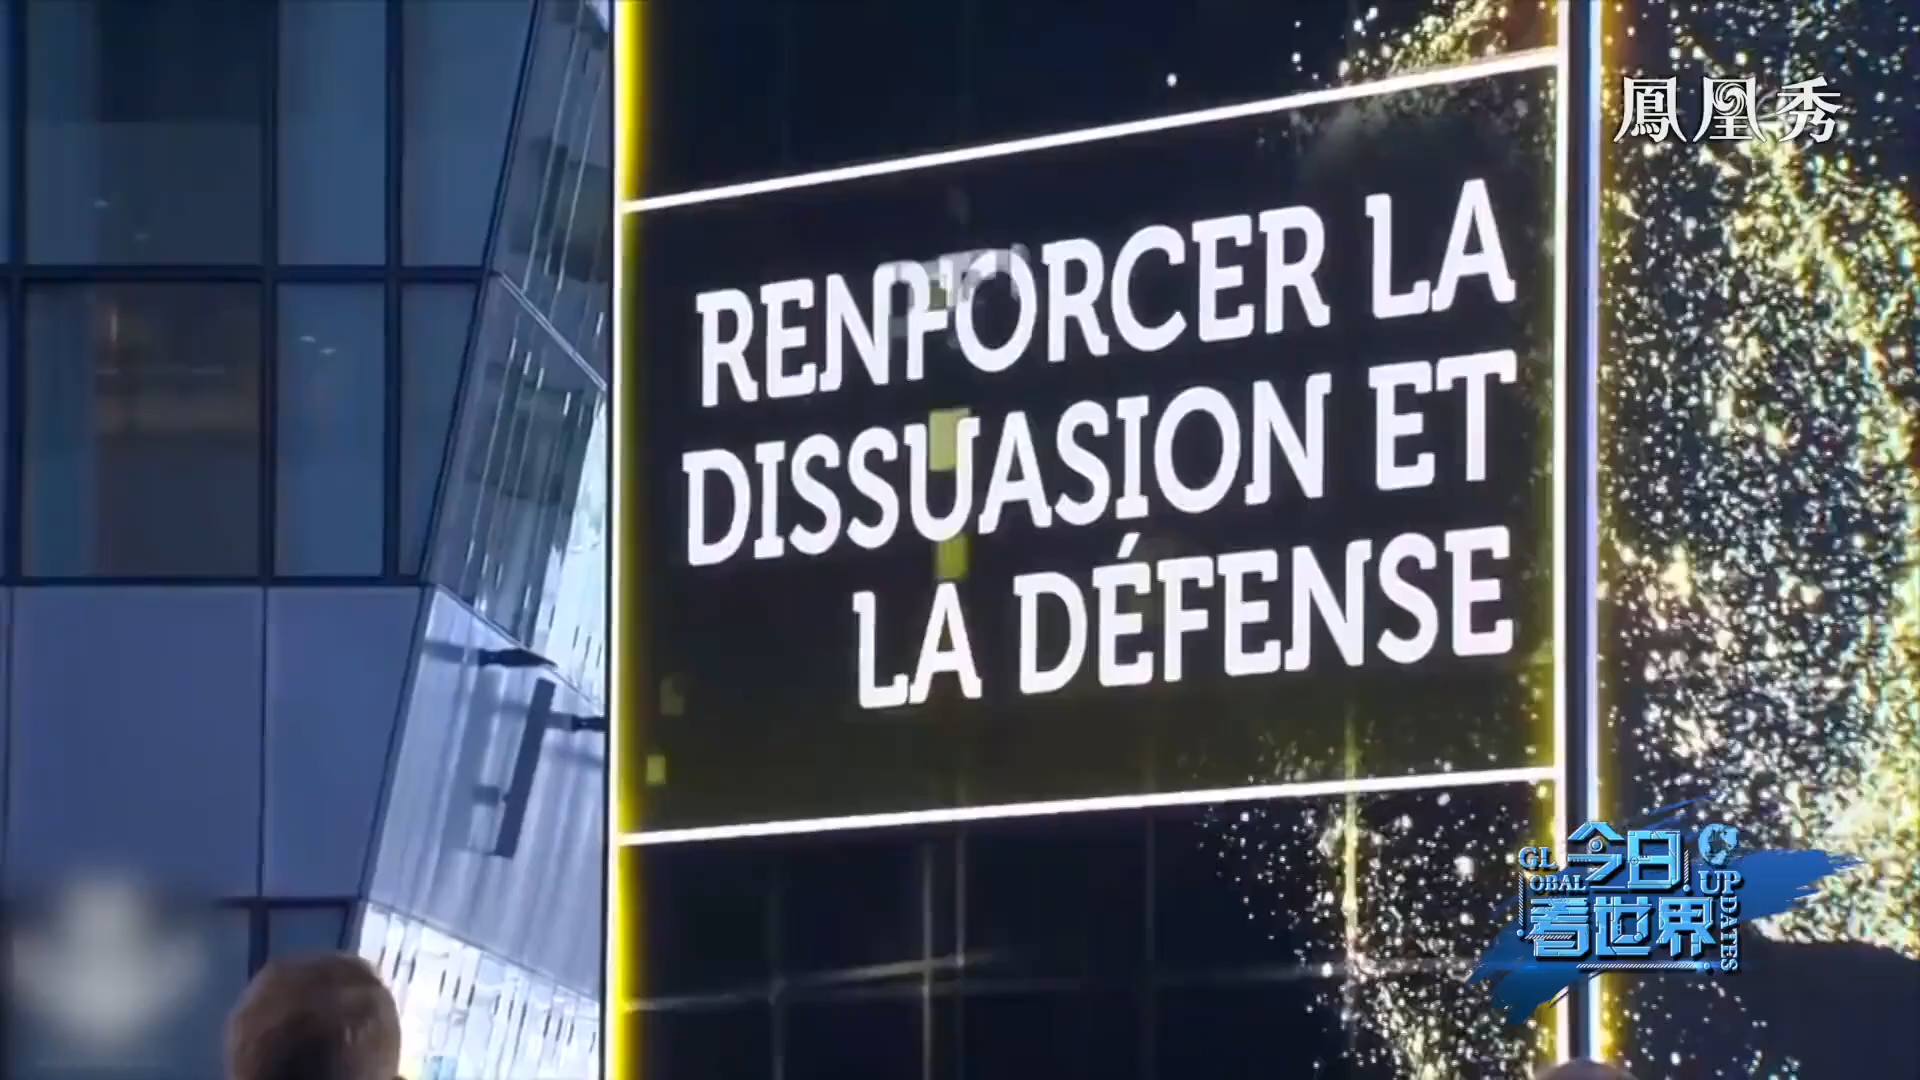 鳳凰秀
RENFORCER LA
DISSUASION ET
LA DÉFENSE
GLOBAL
今日
看世界
UPDATES